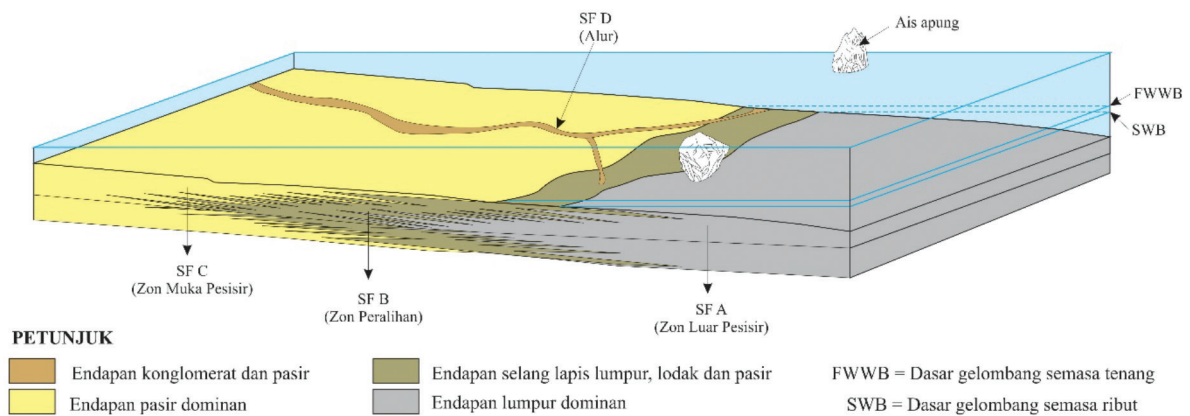 SF D
(Alur)
Ais apung
FWWB
SWB
SF C
(Zon Muka Pesisir)
SF B
(Zon Peralihan)
SF A
(Zon Luar Pesisir)
PETUNJUK
Endapan konglomerat dan pasir
Endapan pasir dominan
Endapan selang lapis lumpur, lodak dan pasir
Endapan lumpur dominan
FWWB = Dasar gelombang semasa tenang
SWB = Dasar gelombang semasa ribut